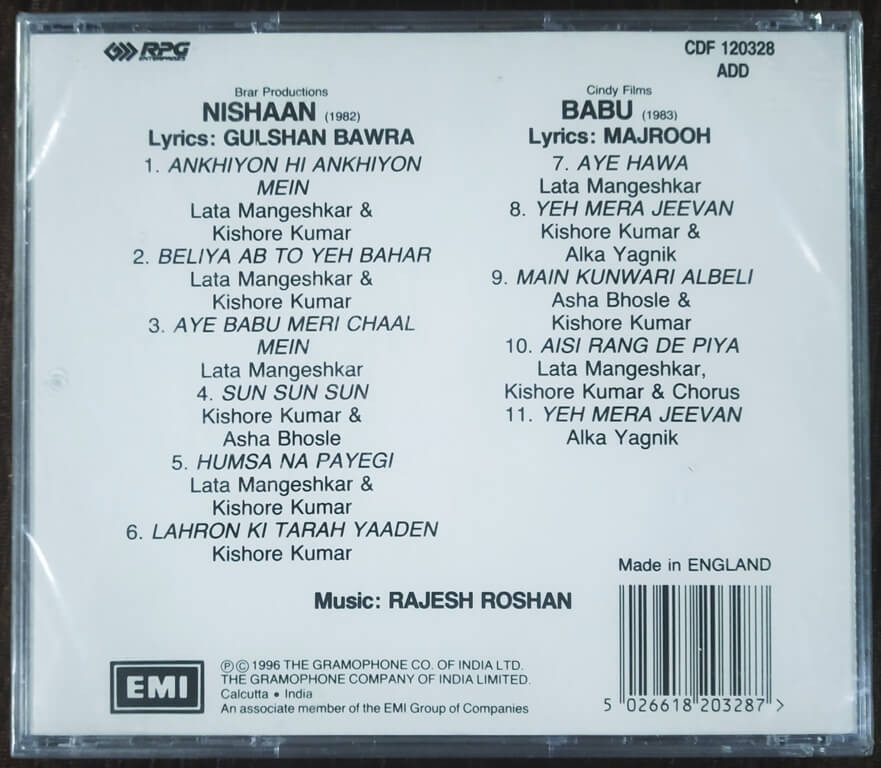 RPG
ENTERPRISES
CDF 120328
ADD
Brar Productions
NISHAAN (1982)
Lyrics: GULSHAN BAWRA
1. ANKHIYON HI ANKHIYON
MEIN
Lata Mangeshkar &
Kishore Kumar
2. BELIYA AB TO YEH BAHAR
Lata Mangeshkar &
Kishore Kumar
3. AYE BABU MERI CHAAL
MEIN
Lata Mangeshkar
4. SUN SUN SUN
Kishore Kumar &
Asha Bhosle
5. HUMSA NA PAYEGI
Lata Mangeshkar &
Kishore Kumar
6. LAHRON KI TARAH YAADEN
Kishore Kumar
Cindy Films
BABU (1983)
Lyrics: MAJROOH
7. AYE HAWA
Lata Mangeshkar
8. YEH MERA JEEVAN
Kishore Kumar &
Alka Yagnik
9. MAIN KUNWARI ALBELI
Asha Bhosle &
Kishore Kumar
10. AISI RANG DE PIYA
Lata Mangeshkar,
Kishore Kumar & Chorus
11. YEH MERA JEEVAN
Alka Yagnik
Music: RAJESH ROSHAN
Made in ENGLAND
EMI
℗ © 1996 THE GRAMOPHONE CO. OF INDIA LTD.
THE GRAMOPHONE COMPANY OF INDIA LIMITED.
Calcutta • India
An associate member of the EMI Group of Companies
5 026618 203287 >